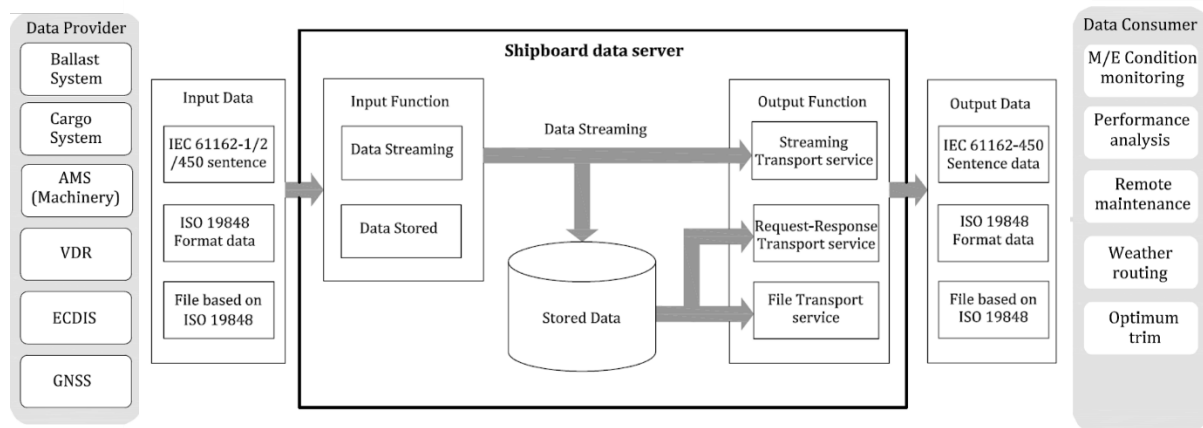 Data Provider
Ballast
System
Cargo
System
AMS
(Machinery)
VDR
ECDIS
GNSS
Input Data
IEC 61162-1/2
/450 sentence
ISO 19848
Format data
File based on
ISO 19848
Shipboard data server
Input Function
Data Streaming
Data Stored
Data Streaming
Stored Data
Output Function
Streaming
Transport service
Request-Response
Transport service
File Transport
service
Output Data
IEC 61162-450
Sentence data
ISO 19848
Format data
File based on
ISO 19848
Data Consumer
M/E Condition
monitoring
Performance
analysis
Remote
maintenance
Weather
routing
Optimum
trim